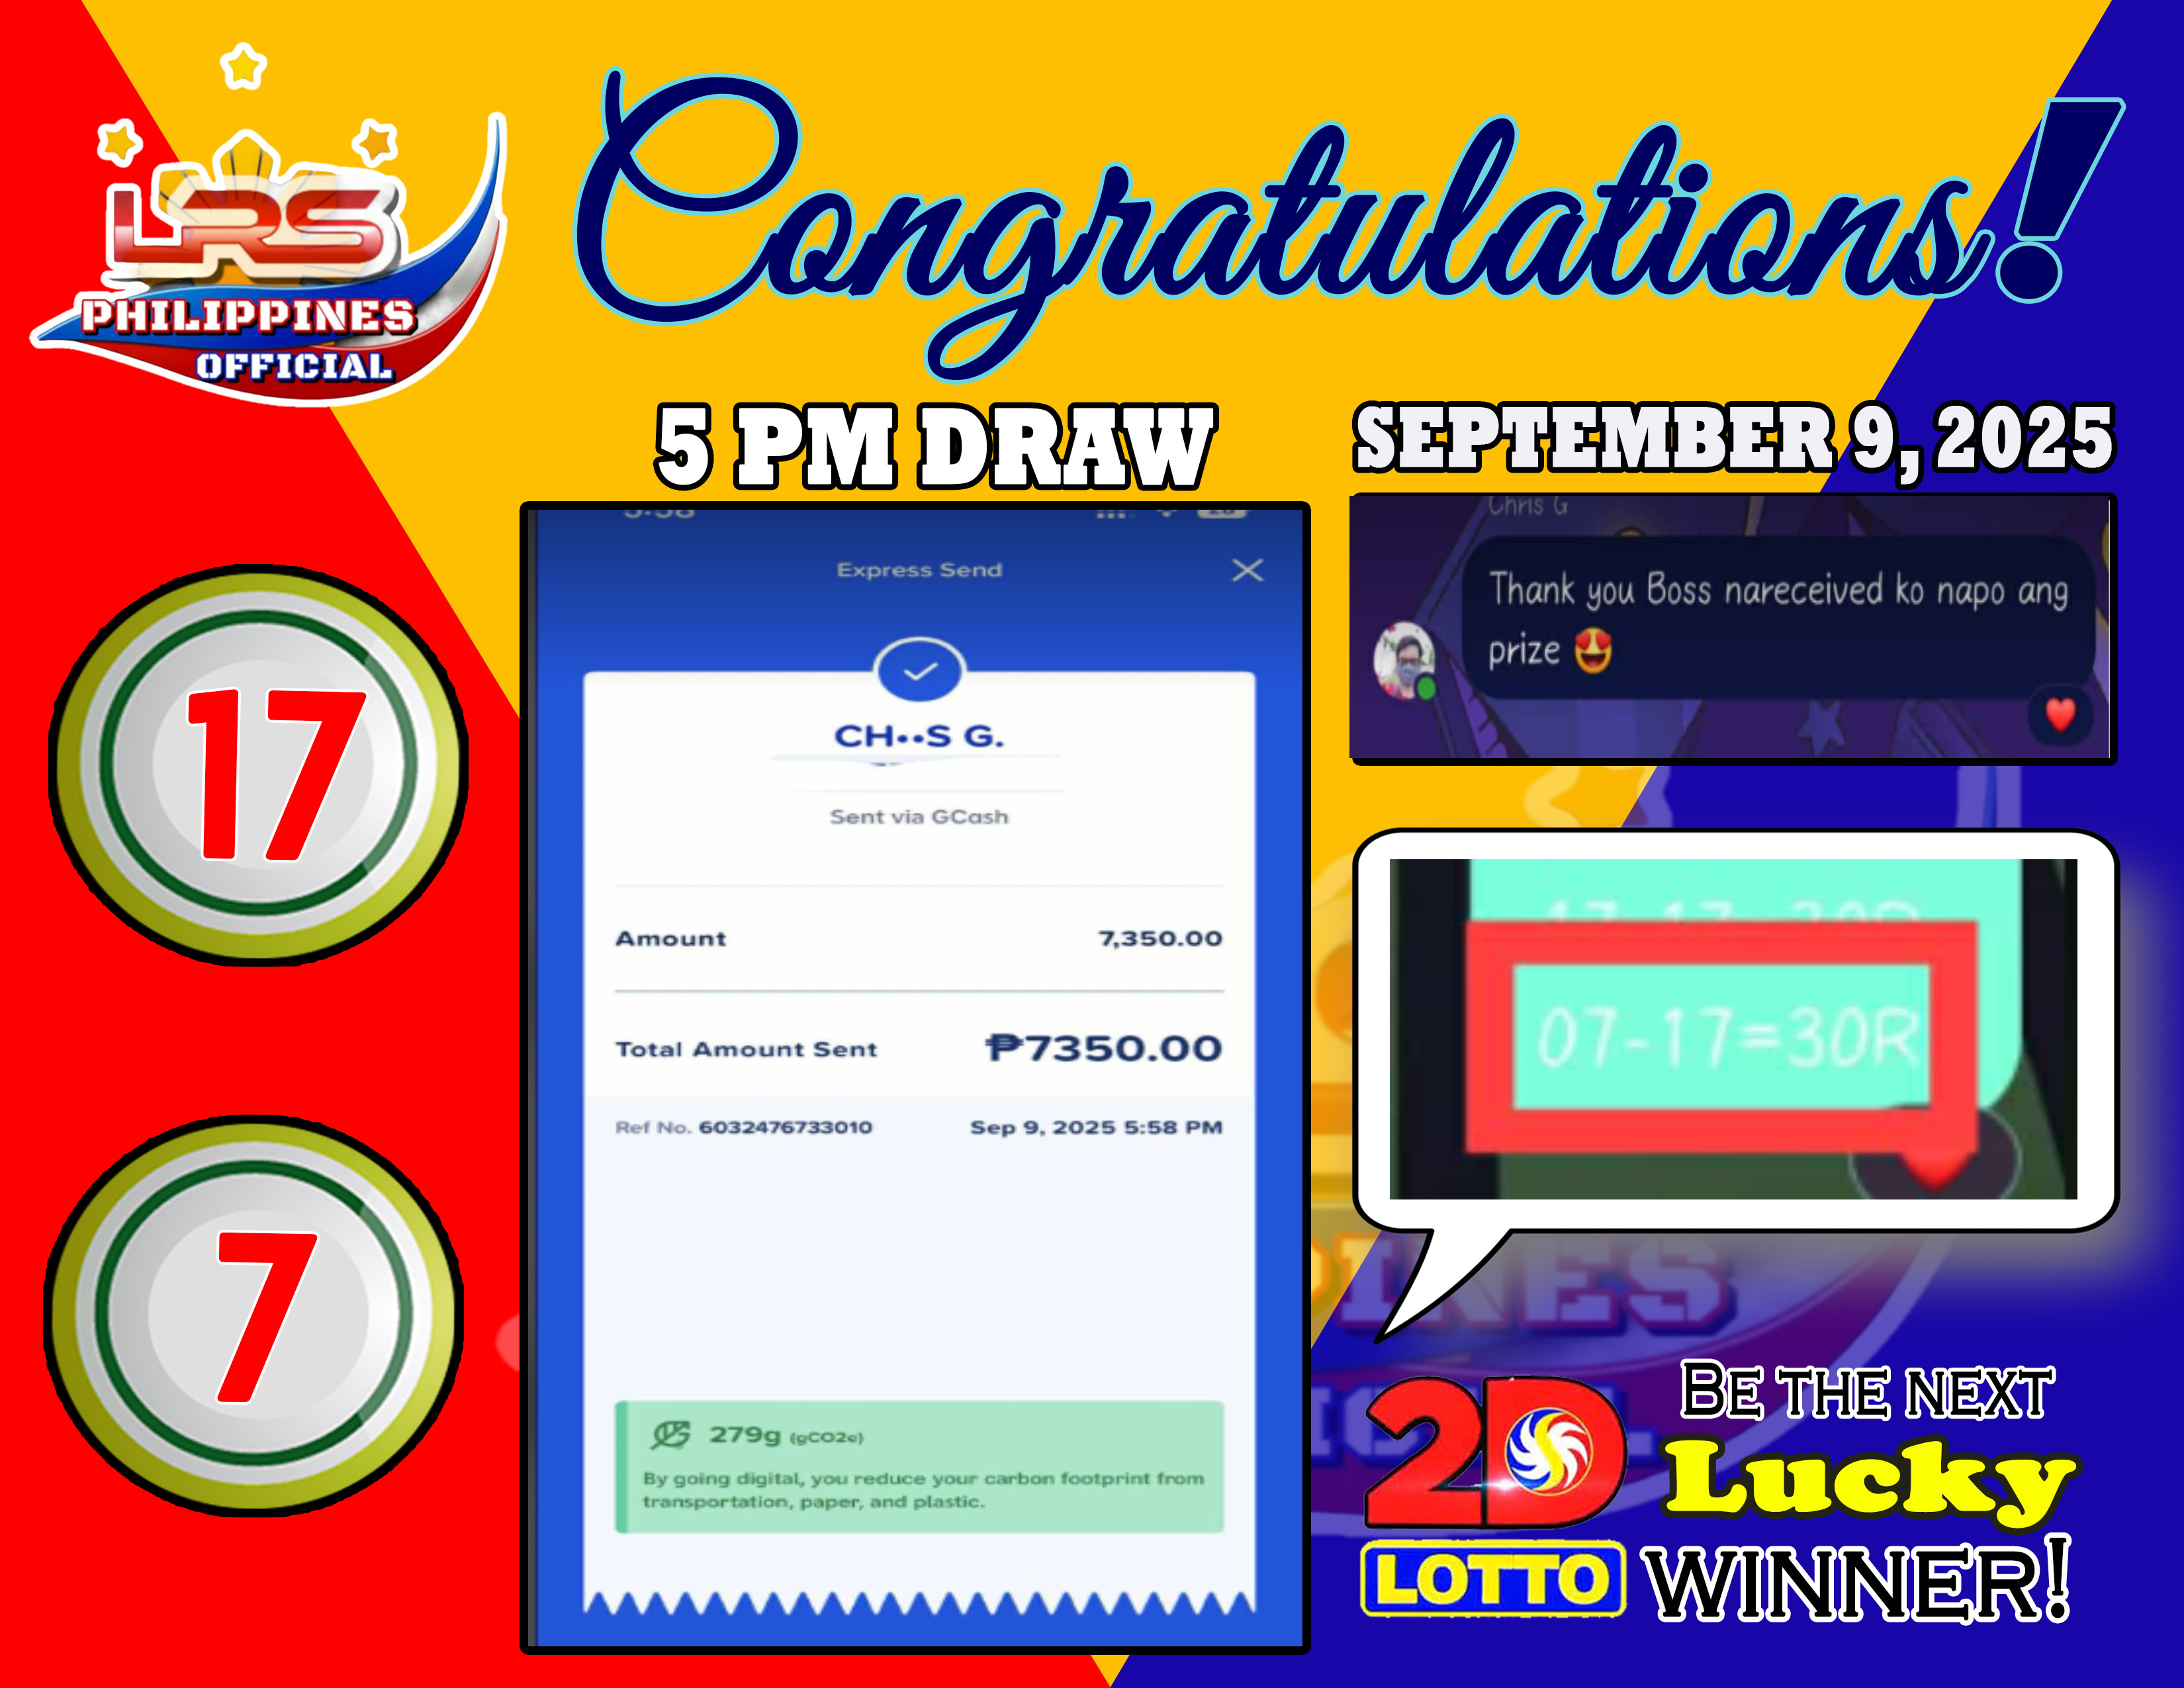 LRS
PHILIPPINES
OFFICIAL
Congratulations!
5 PM DRAW
SEPTEMBER 9, 2025
17
7
Express Send
CH••S G.
Sent via GCash
Amount 7,350.00
Total Amount Sent ₱7350.00
Ref No. 6032476733010 Sep 9, 2025 5:58 PM
279g (gCO2e)
By going digital, you reduce your carbon footprint from
transportation, paper, and plastic.
Chris G
Thank you Boss nareceived ko napo ang
prize 😍
07-17=30R
2D
LOTTO
BE THE NEXT
Lucky
WINNER!